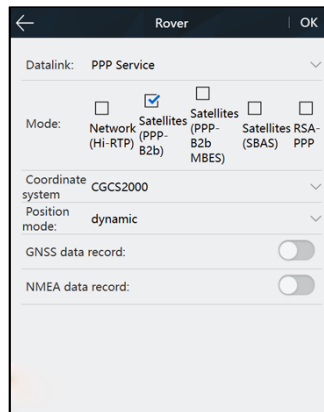 Rover
OK
Datalink: PPP Service
Mode:
Network (Hi-RTP)
Satellites (PPP-B2b)
Satellites (PPP-B2b MBES)
Satellites (SBAS)
RSA-PPP
Coordinate system CGCS2000
Position mode: dynamic
GNSS data record:
NMEA data record: